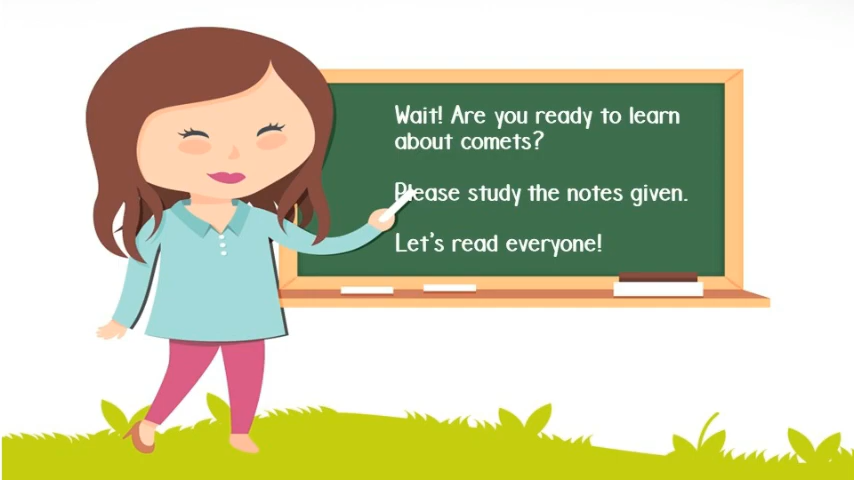 Wait! Are you ready to learn
about comets?
Please study the notes given.
Let's read everyone!